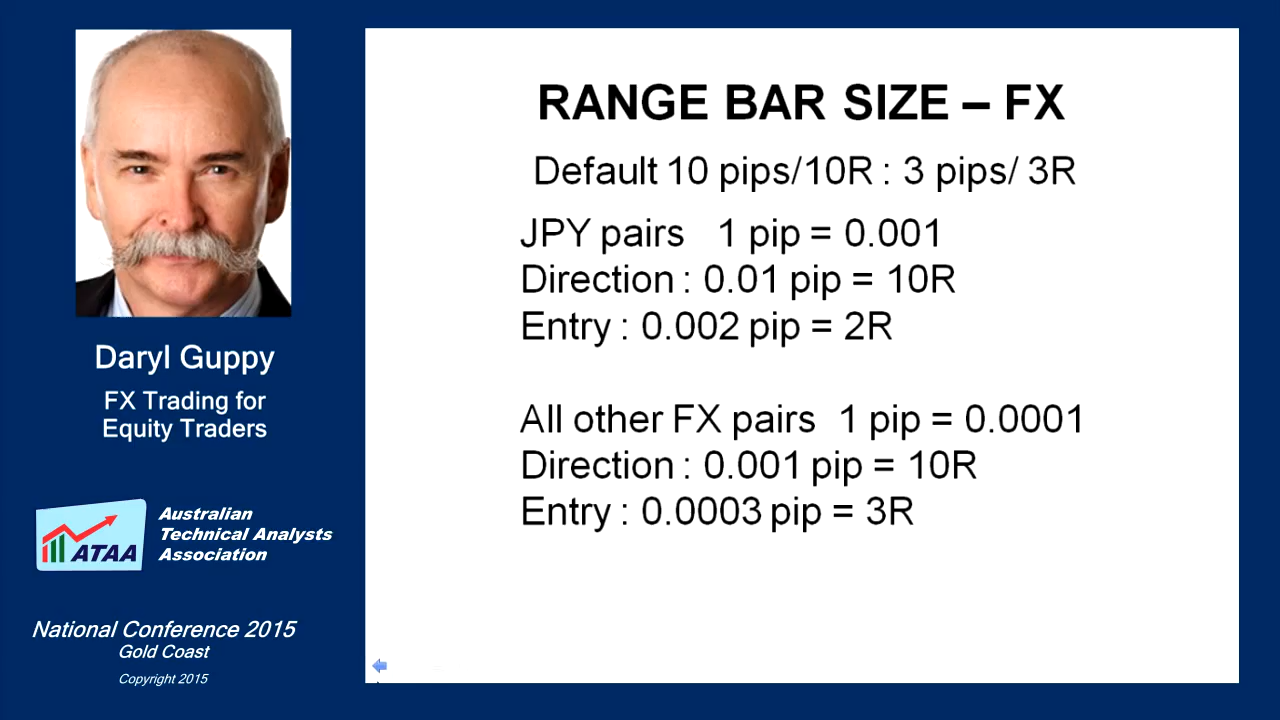 Daryl Guppy
FX Trading for
Equity Traders
ATAA
Australian
Technical Analysts
Association
National Conference 2015
Gold Coast
Copyright 2015
RANGE BAR SIZE – FX
Default 10 pips/10R : 3 pips/ 3R
JPY pairs 1 pip = 0.001
Direction : 0.01 pip = 10R
Entry : 0.002 pip = 2R
All other FX pairs 1 pip = 0.0001
Direction : 0.001 pip = 10R
Entry : 0.0003 pip = 3R